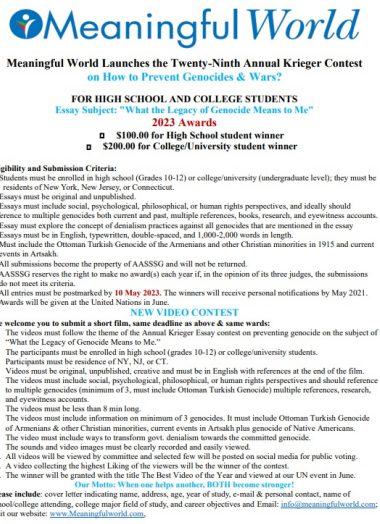 Meaningful World
Meaningful World Launches the Twenty-Ninth Annual Krieger Contest
on How to Prevent Genocides & Wars?
FOR HIGH SCHOOL AND COLLEGE STUDENTS
Essay Subject: "What the Legacy of Genocide Means to Me"
2023 Awards
$100.00 for High School student winner
$200.00 for College/University student winner
igibility and Submission Criteria:
Students must be enrolled in high school (Grades 10-12) or college/university (undergraduate level); they must be
residents of New York, New Jersey, or Connecticut.
Essays must be original and unpublished.
Essays must include social, psychological, philosophical, or human rights perspectives, and ideally should
ference to multiple genocides both current and past, multiple references, books, research, and eyewitness accounts.
Essay must explore the concept of denialism practices against all genocides that are mentioned in the essay
Essays must be in English, typewritten, double-spaced, and 1,000-2,000 words in length.
Must include the Ottoman Turkish Genocide of the Armenians and other Christian minorities in 1915 and current
events in Artsakh.
All submissions become the property of AASSSG and will not be returned.
AASSSG reserves the right to make no award(s) each year if, in the opinion of its three judges, the submissions
do not meet its criteria.
All entries must be postmarked by 10 May 2023. The winners will receive personal notifications by May 2021.
Awards will be given at the United Nations in June.
NEW VIDEO CONTEST
e welcome you to submit a short film, same deadline as above & same wards:
The videos must follow the theme of the Annual Krieger Essay contest on preventing genocide on the subject of
"What the Legacy of Genocide Means to Me."
The participants must be enrolled in high school (grades 10-12) or college/university students.
Participants must be residence of NY, NJ, or CT.
Videos must be original, unpublished, creative and must be in English with references at the end of the film.
The videos must include social, psychological, philosophical, or human rights perspectives and should reference
to multiple genocides (minimum of 3, must include Ottoman Turkish Genocide) multiple references, research,
and eyewitness accounts.
The videos must be less than 8 min long.
The videos must include information on minimum of 3 genocides. It must include Ottoman Turkish Genocide
of Armenians & other Christian minorities, current events in Artsakh plus genocide of Native Americans.
The video must include ways to transform govt. denialism towards the committed genocide.
The sounds and video images must be clearly recorded and easily viewed.
All videos will be viewed by committee and selected few will be posted on social media for public voting.
A video collecting the highest Liking of the viewers will be the winner of the contest.
The winner will be granted with the title The Best Video of the Year and viewed at our UN event in June.
Our Motto: When one helps another, BOTH become stronger!
ease include: cover letter indicating name, address, age, year of study, e-mail & personal contact, name of
hool/college attending, college major field of study, and career objectives and Email: info@meaningfulworld.com;
it our website: www.Meaningfulworld.com,